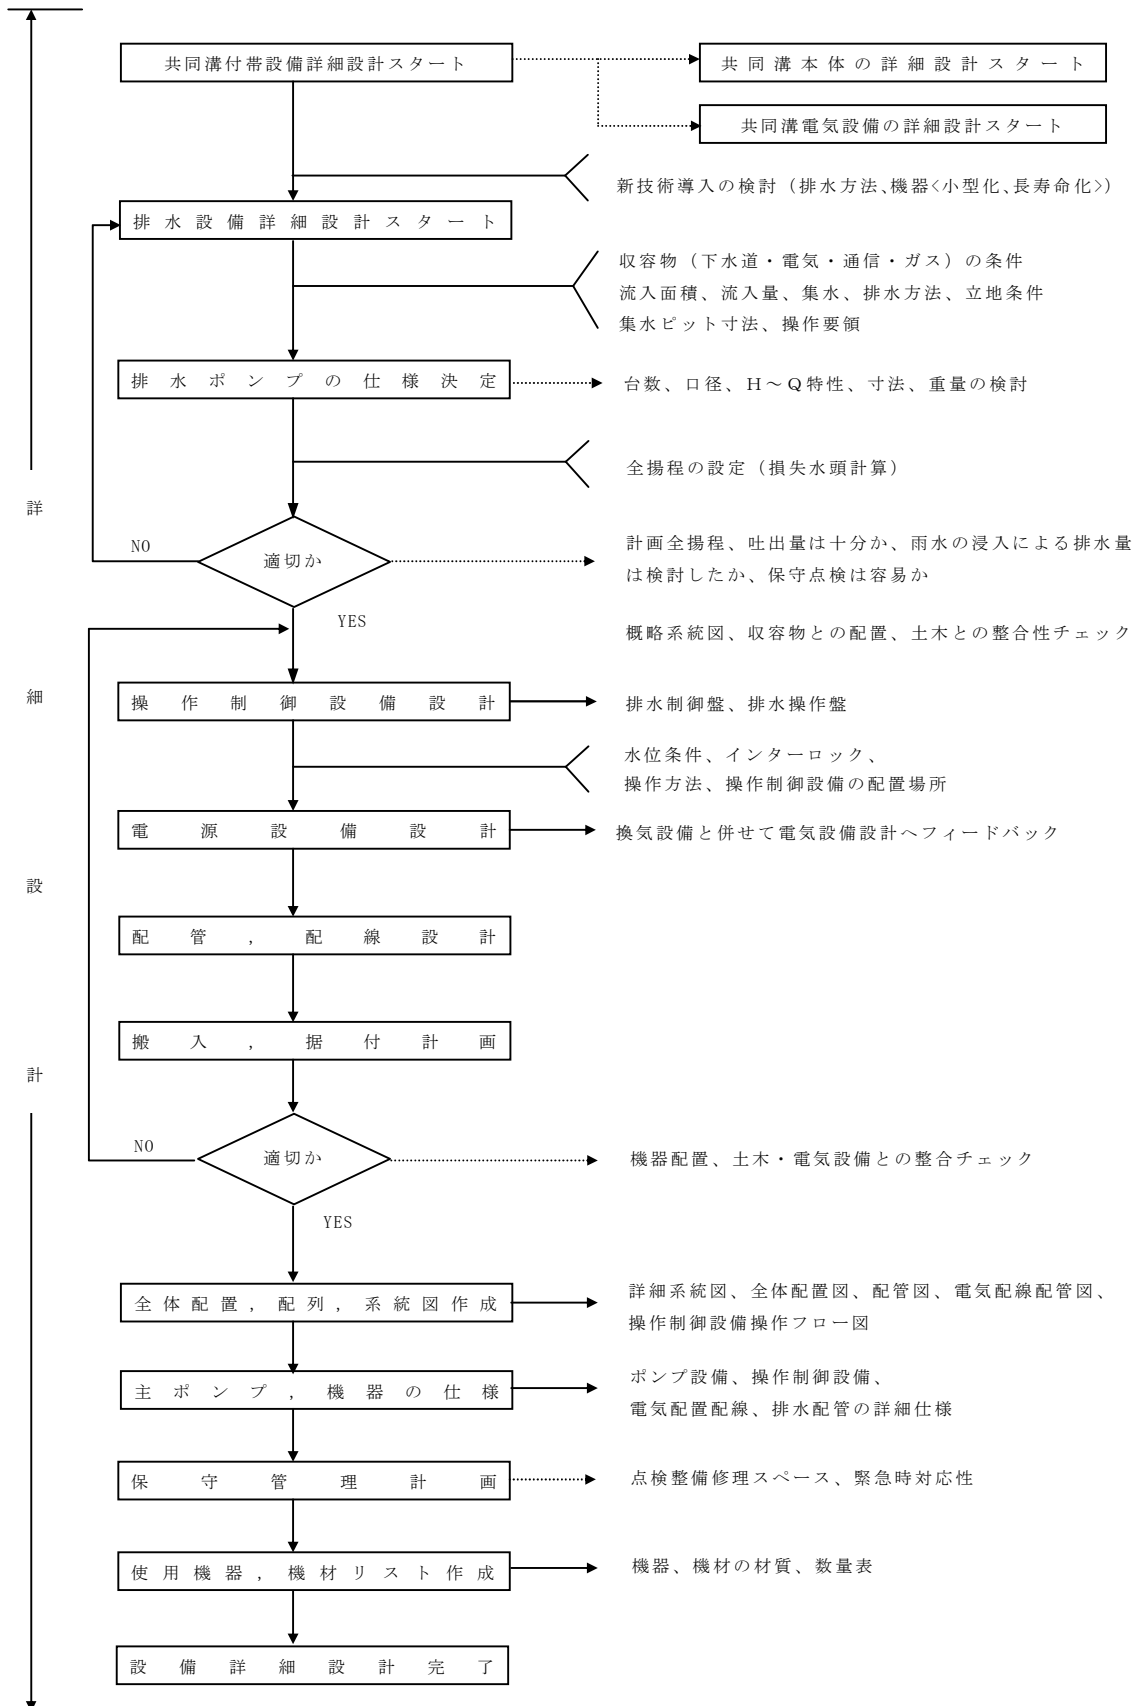 共同溝付帯設備詳細設計スタート
共同溝本体の詳細設計スタート
共同溝電気設備の詳細設計スタート
新技術導入の検討（排水方法、機器<小型化、長寿命化>）
排水設備詳細設計スタート
収容物（下水道・電気・通信・ガス）の条件
流入面積、流入量、集水、排水方法、立地条件
集水ピット寸法、操作要領
排水ポンプの仕様決定
台数、口径、H～Q特性、寸法、重量の検討
全揚程の設定（損失水頭計算）
詳
NO
適切か
計画全揚程、吐出量は十分か、雨水の浸入による排水量
は検討したか、保守点検は容易か
YES
概略系統図、収容物との配置、土木との整合性チェック
細
操作制御設備設計
排水制御盤、排水操作盤
水位条件、インターロック、
操作方法、操作制御設備の配置場所
電源設備設計
換気設備と併せて電気設備設計へフィードバック
設
配管，配線設計
搬入，据付計画
計
NO
適切か
機器配置、土木・電気設備との整合チェック
YES
全体配置，配列，系統図作成
詳細系統図、全体配置図、配管図、電気配線配管図、
操作制御設備操作フロー図
主ポンプ，機器の仕様
ポンプ設備、操作制御設備、
電気配置配線、排水配管の詳細仕様
保守管理計画
点検整備修理スペース、緊急時対応性
使用機器，機材リスト作成
機器、機材の材質、数量表
設備詳細設計完了